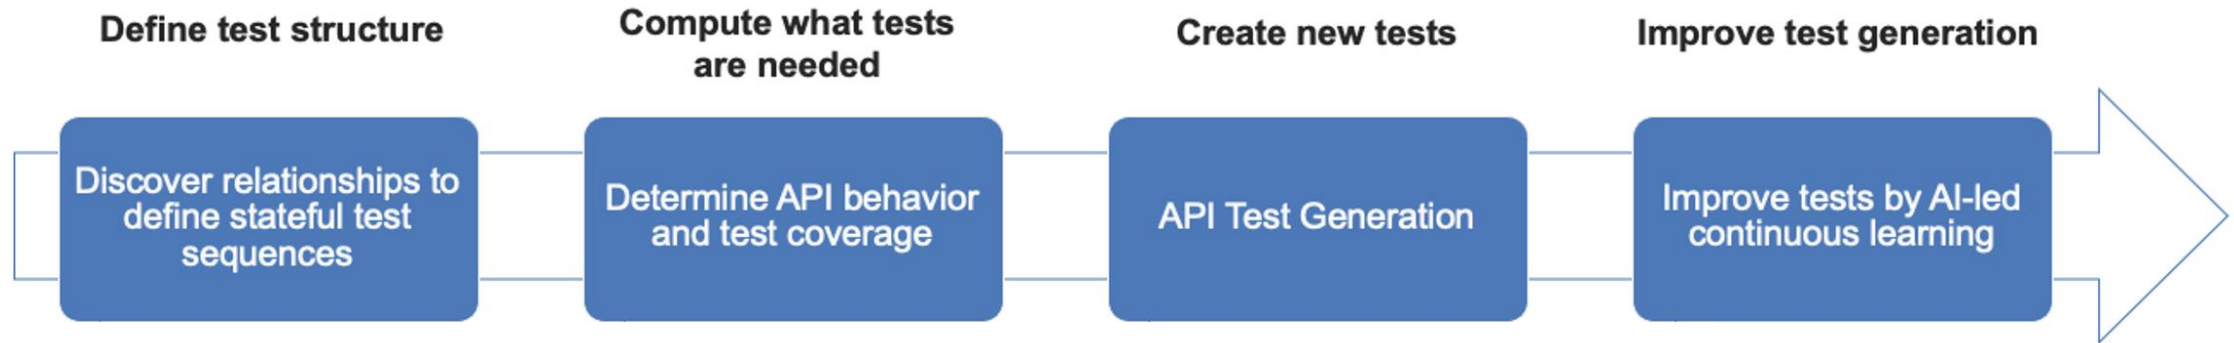 Define test structure
Compute what tests
are needed
Create new tests
Improve test generation
Discover relationships to
define stateful test
sequences
Determine API behavior
and test coverage
API Test Generation
Improve tests by AI-led
continuous learning